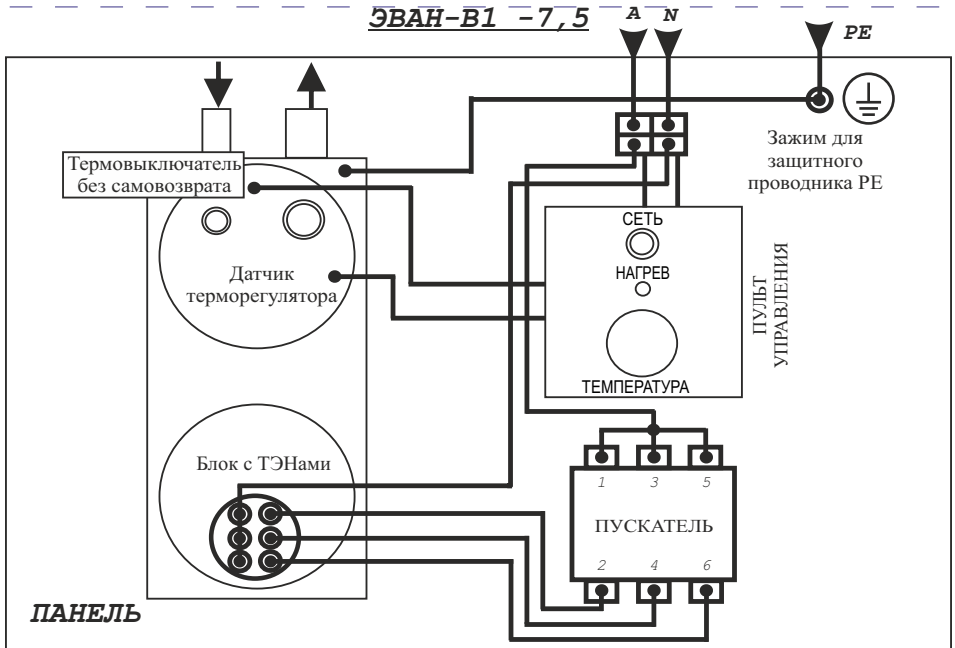 ЭВАН-В1 -7,5
A N
PE
Термовыключатель
без самовозврата
Зажим для
защитного
проводника PE
СЕТЬ
НАГРЕВ
ТЕМПЕРАТУРА
ПУЛЬТ
УПРАВЛЕНИЯ
Датчик
терморегулятора
Блок с ТЭНами
1 3 5
ПУСКАТЕЛЬ
2 4 6
ПАНЕЛЬ